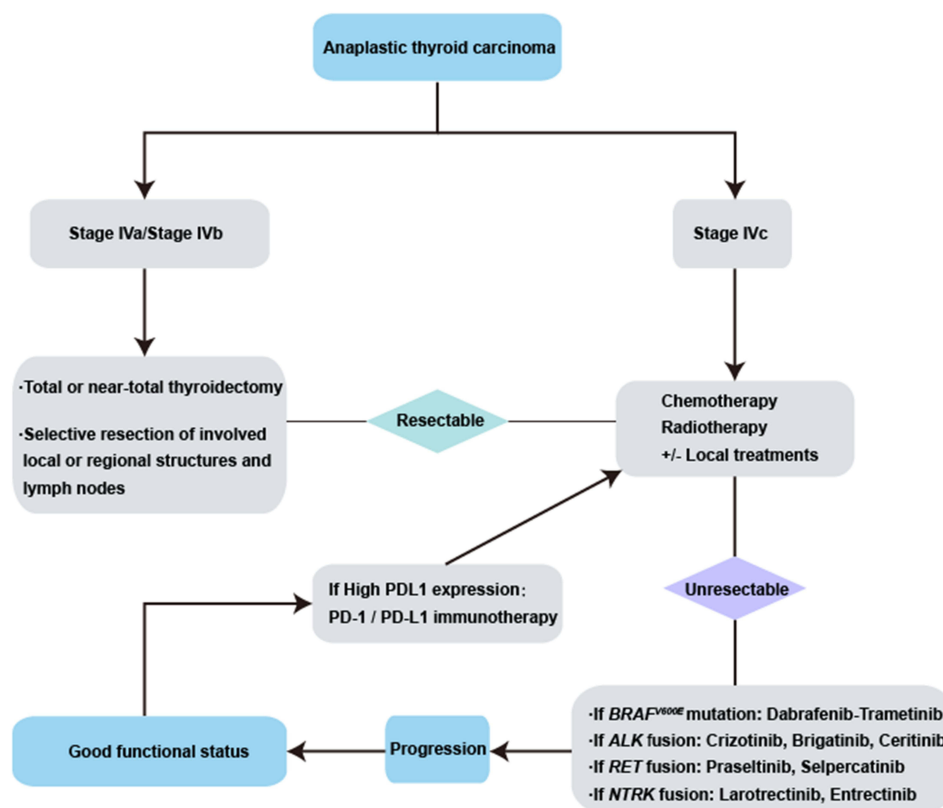 Anaplastic thyroid carcinoma
Stage IVa/Stage IVb
Stage IVc
·Total or near-total thyroidectomy
·Selective resection of involved
local or regional structures and
lymph nodes
Resectable
Chemotherapy
Radiotherapy
+/- Local treatments
If High PDL1 expression:
PD-1 / PD-L1 immunotherapy
Unresectable
·If BRAFV600E mutation: Dabrafenib-Trametinib
·If ALK fusion: Crizotinib, Brigatinib, Ceritinib
·If RET fusion: Praseltinib, Selpercatinib
·If NTRK fusion: Larotrectinib, Entrectinib
Progression
Good functional status